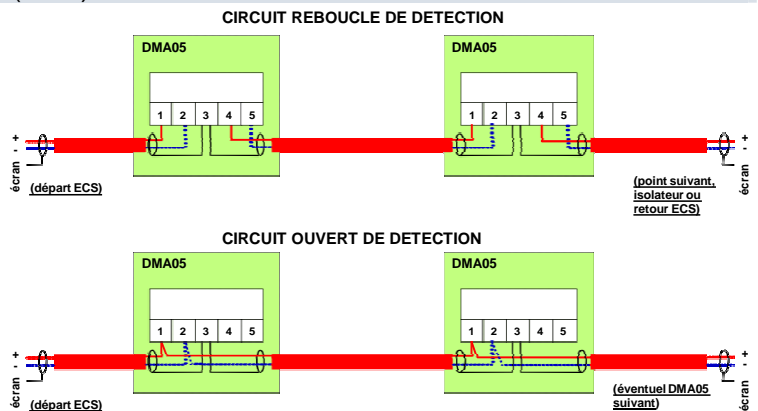 CIRCUIT REBOUCLE DE DETECTION
DMA05
DMA05
1 2 3 4 5
1 2 3 4 5
+
-
écran
(départ ECS)
+
-
écran
(point suivant,
isolateur ou
retour ECS)
CIRCUIT OUVERT DE DETECTION
DMA05
DMA05
1 2 3 4 5
1 2 3 4 5
+
-
écran
(départ ECS)
+
-
écran
(éventuel DMA05
suivant)